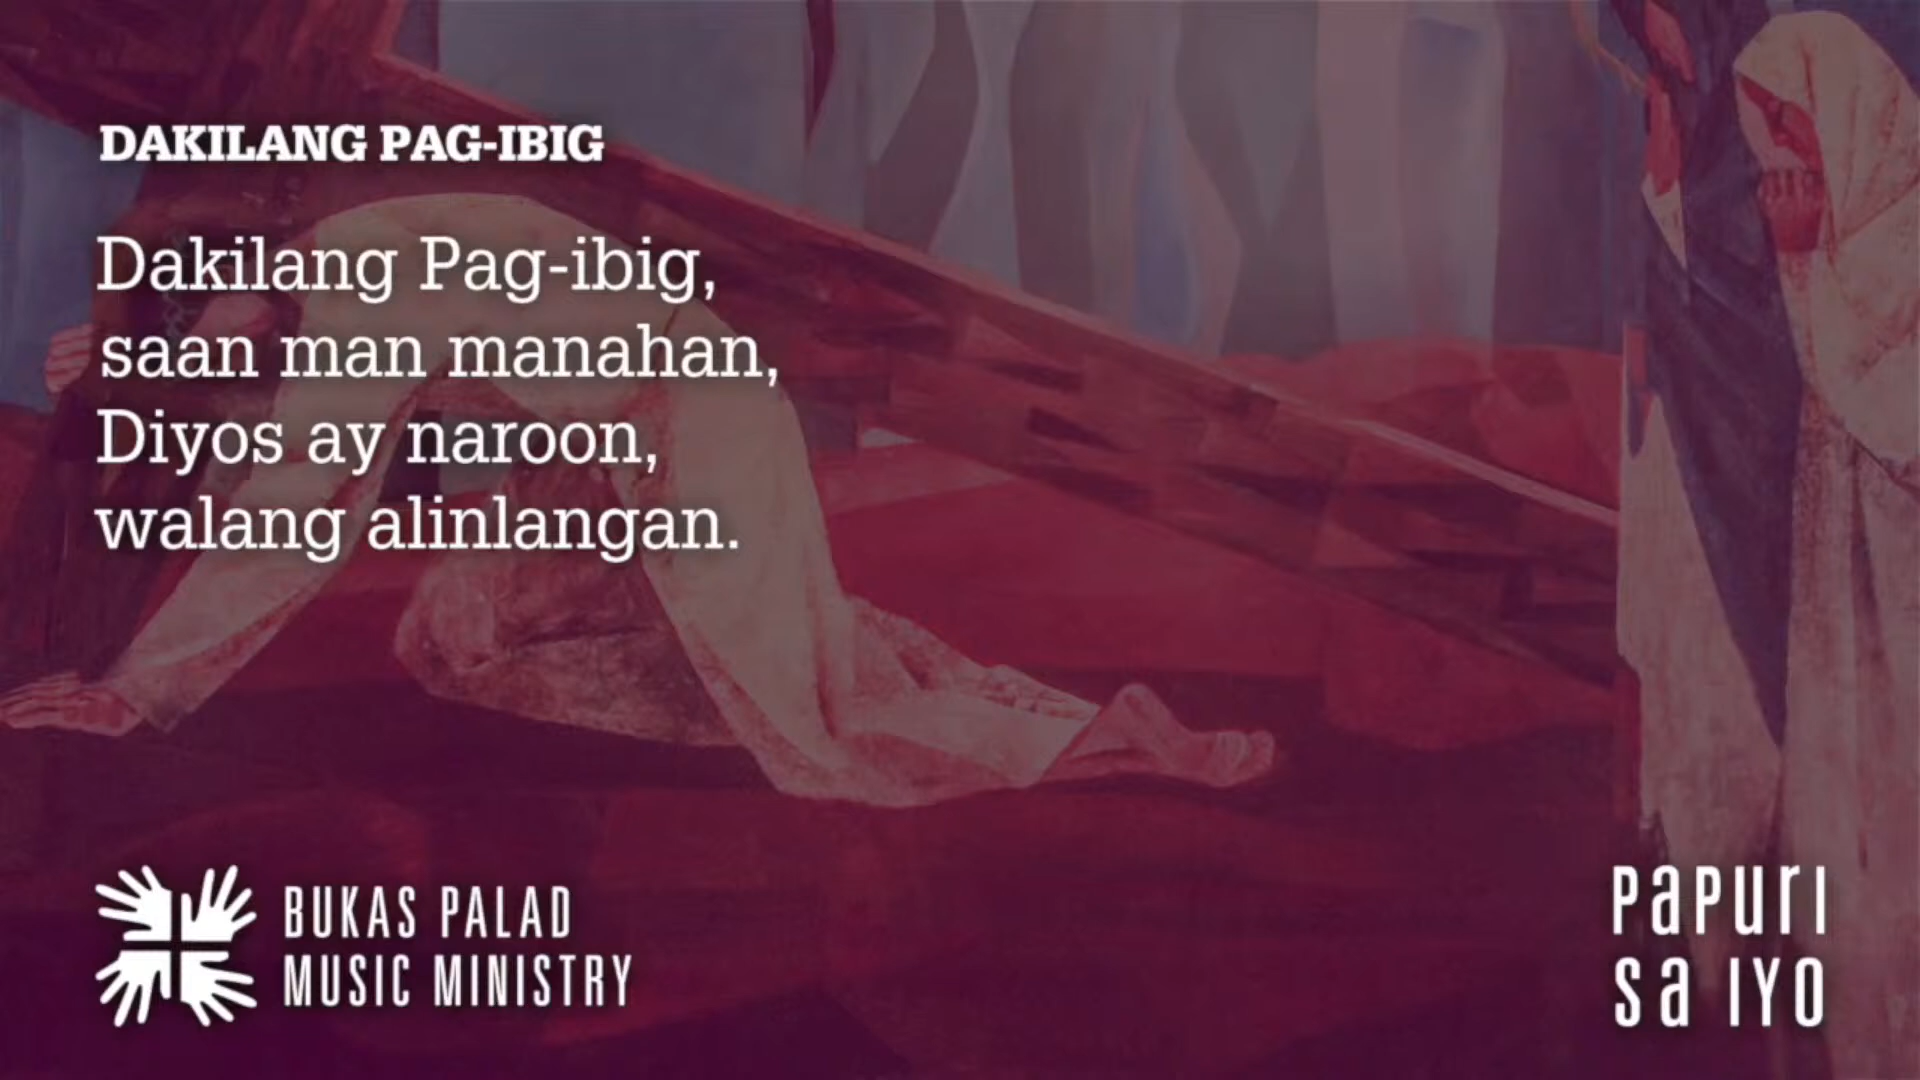 DAKILANG PAG-IBIG
Dakilang Pag-ibig,
saan man manahan,
Diyos ay naroon,
walang alinlangan.
BUKAS PALAD
MUSIC MINISTRY
PAPURI
SA IYO